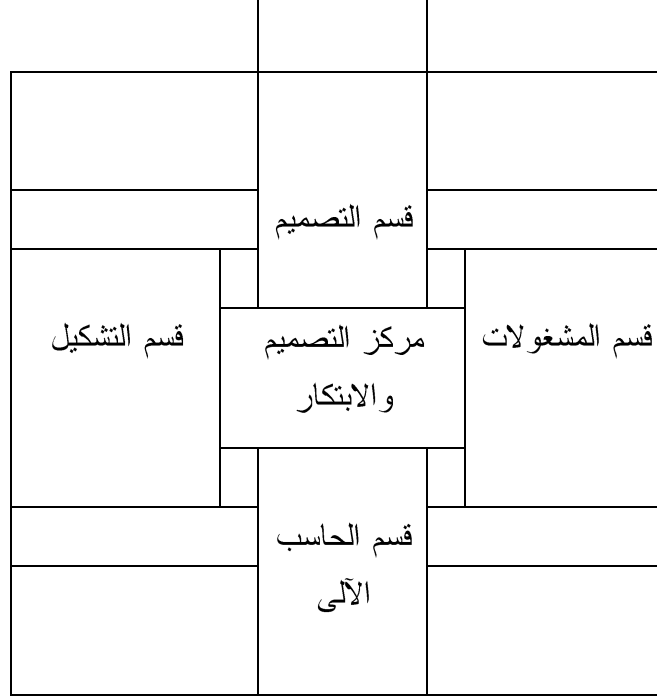 قسم التصميم
قسم المشغولات
مركز التصميم
والابتكار
قسم التشكيل
قسم الحاسب
الآلى